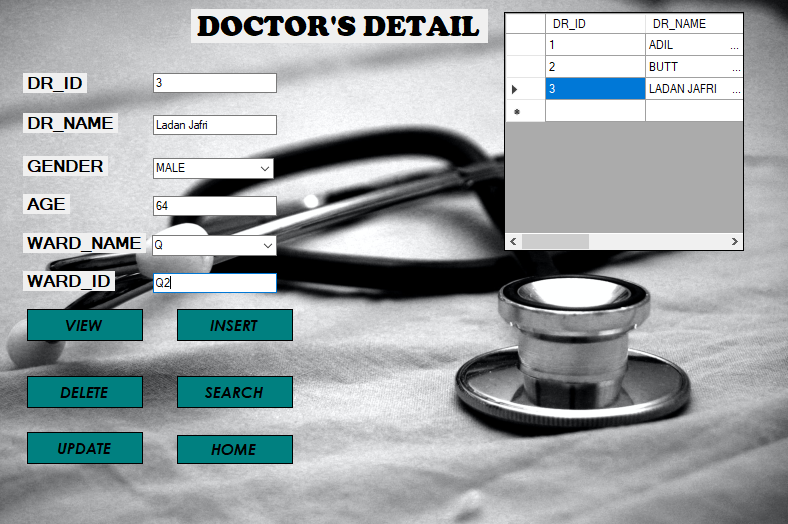 DOCTOR'S DETAIL
DR_ID 3
DR_NAME Ladan Jafri
GENDER MALE
AGE 64
WARD_NAME Q
WARD_ID Q2
VIEW INSERT
DELETE SEARCH
UPDATE HOME
DR_ID DR_NAME
1 ADIL ...
2 BUTT ...
3 LADAN JAFRI ...